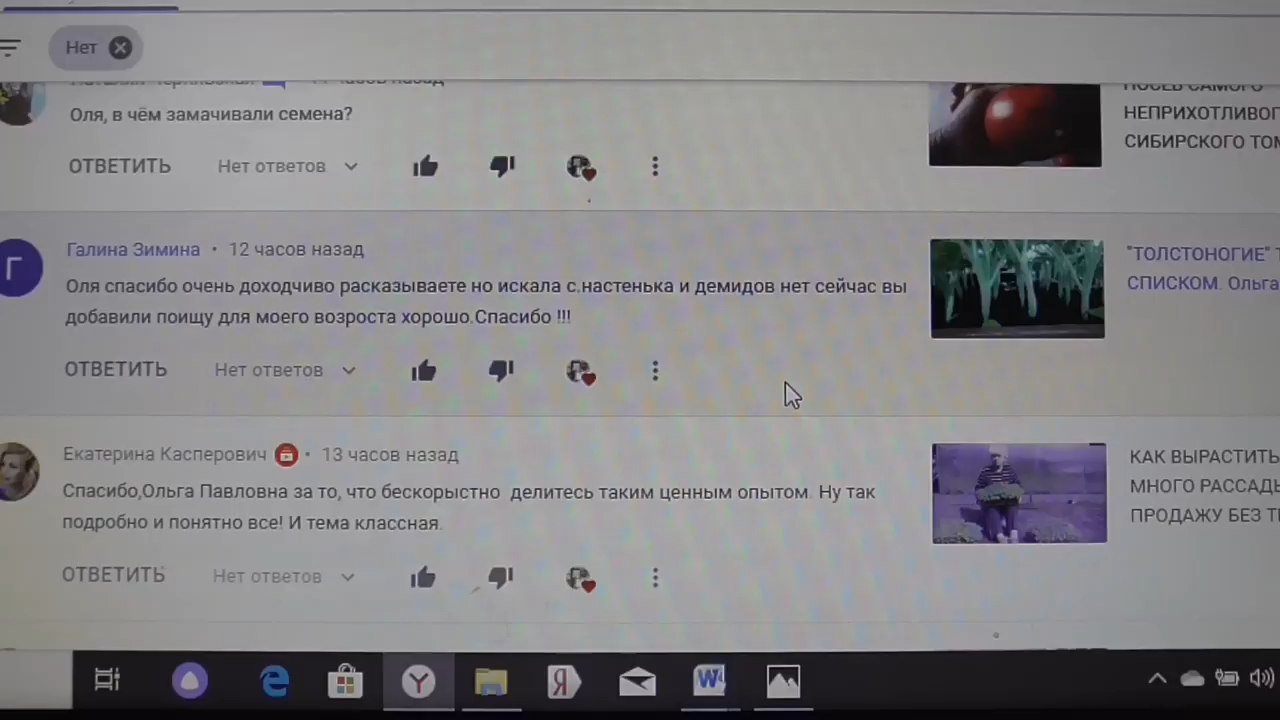 Нет
назад
ПОСЕВ САМОГО
Оля, в чём замачивали семена?
НЕПРИХОТЛИВОГ
СИБИРСКОГО ТОМ
ОТВЕТИТЬ Нет ответов
Г
Галина Зимина • 12 часов назад
"ТОЛСТОНОГИЕ" Т
Оля спасибо очень доходчиво расказываете но искала с.настенька и демидов нет сейчас вы
СПИСКОМ. Ольга
добавили поищу для моего возроста хорошо.Спасибо !!!
ОТВЕТИТЬ Нет ответов
Екатерина Касперович • 13 часов назад
КАК ВЫРАСТИТЬ
Спасибо,Ольга Павловна за то, что бескорыстно делитесь таким ценным опытом. Ну так
МНОГО РАССАДЫ
подробно и понятно все! И тема классная.
ПРОДАЖУ БЕЗ Т
ОТВЕТИТЬ Нет ответов